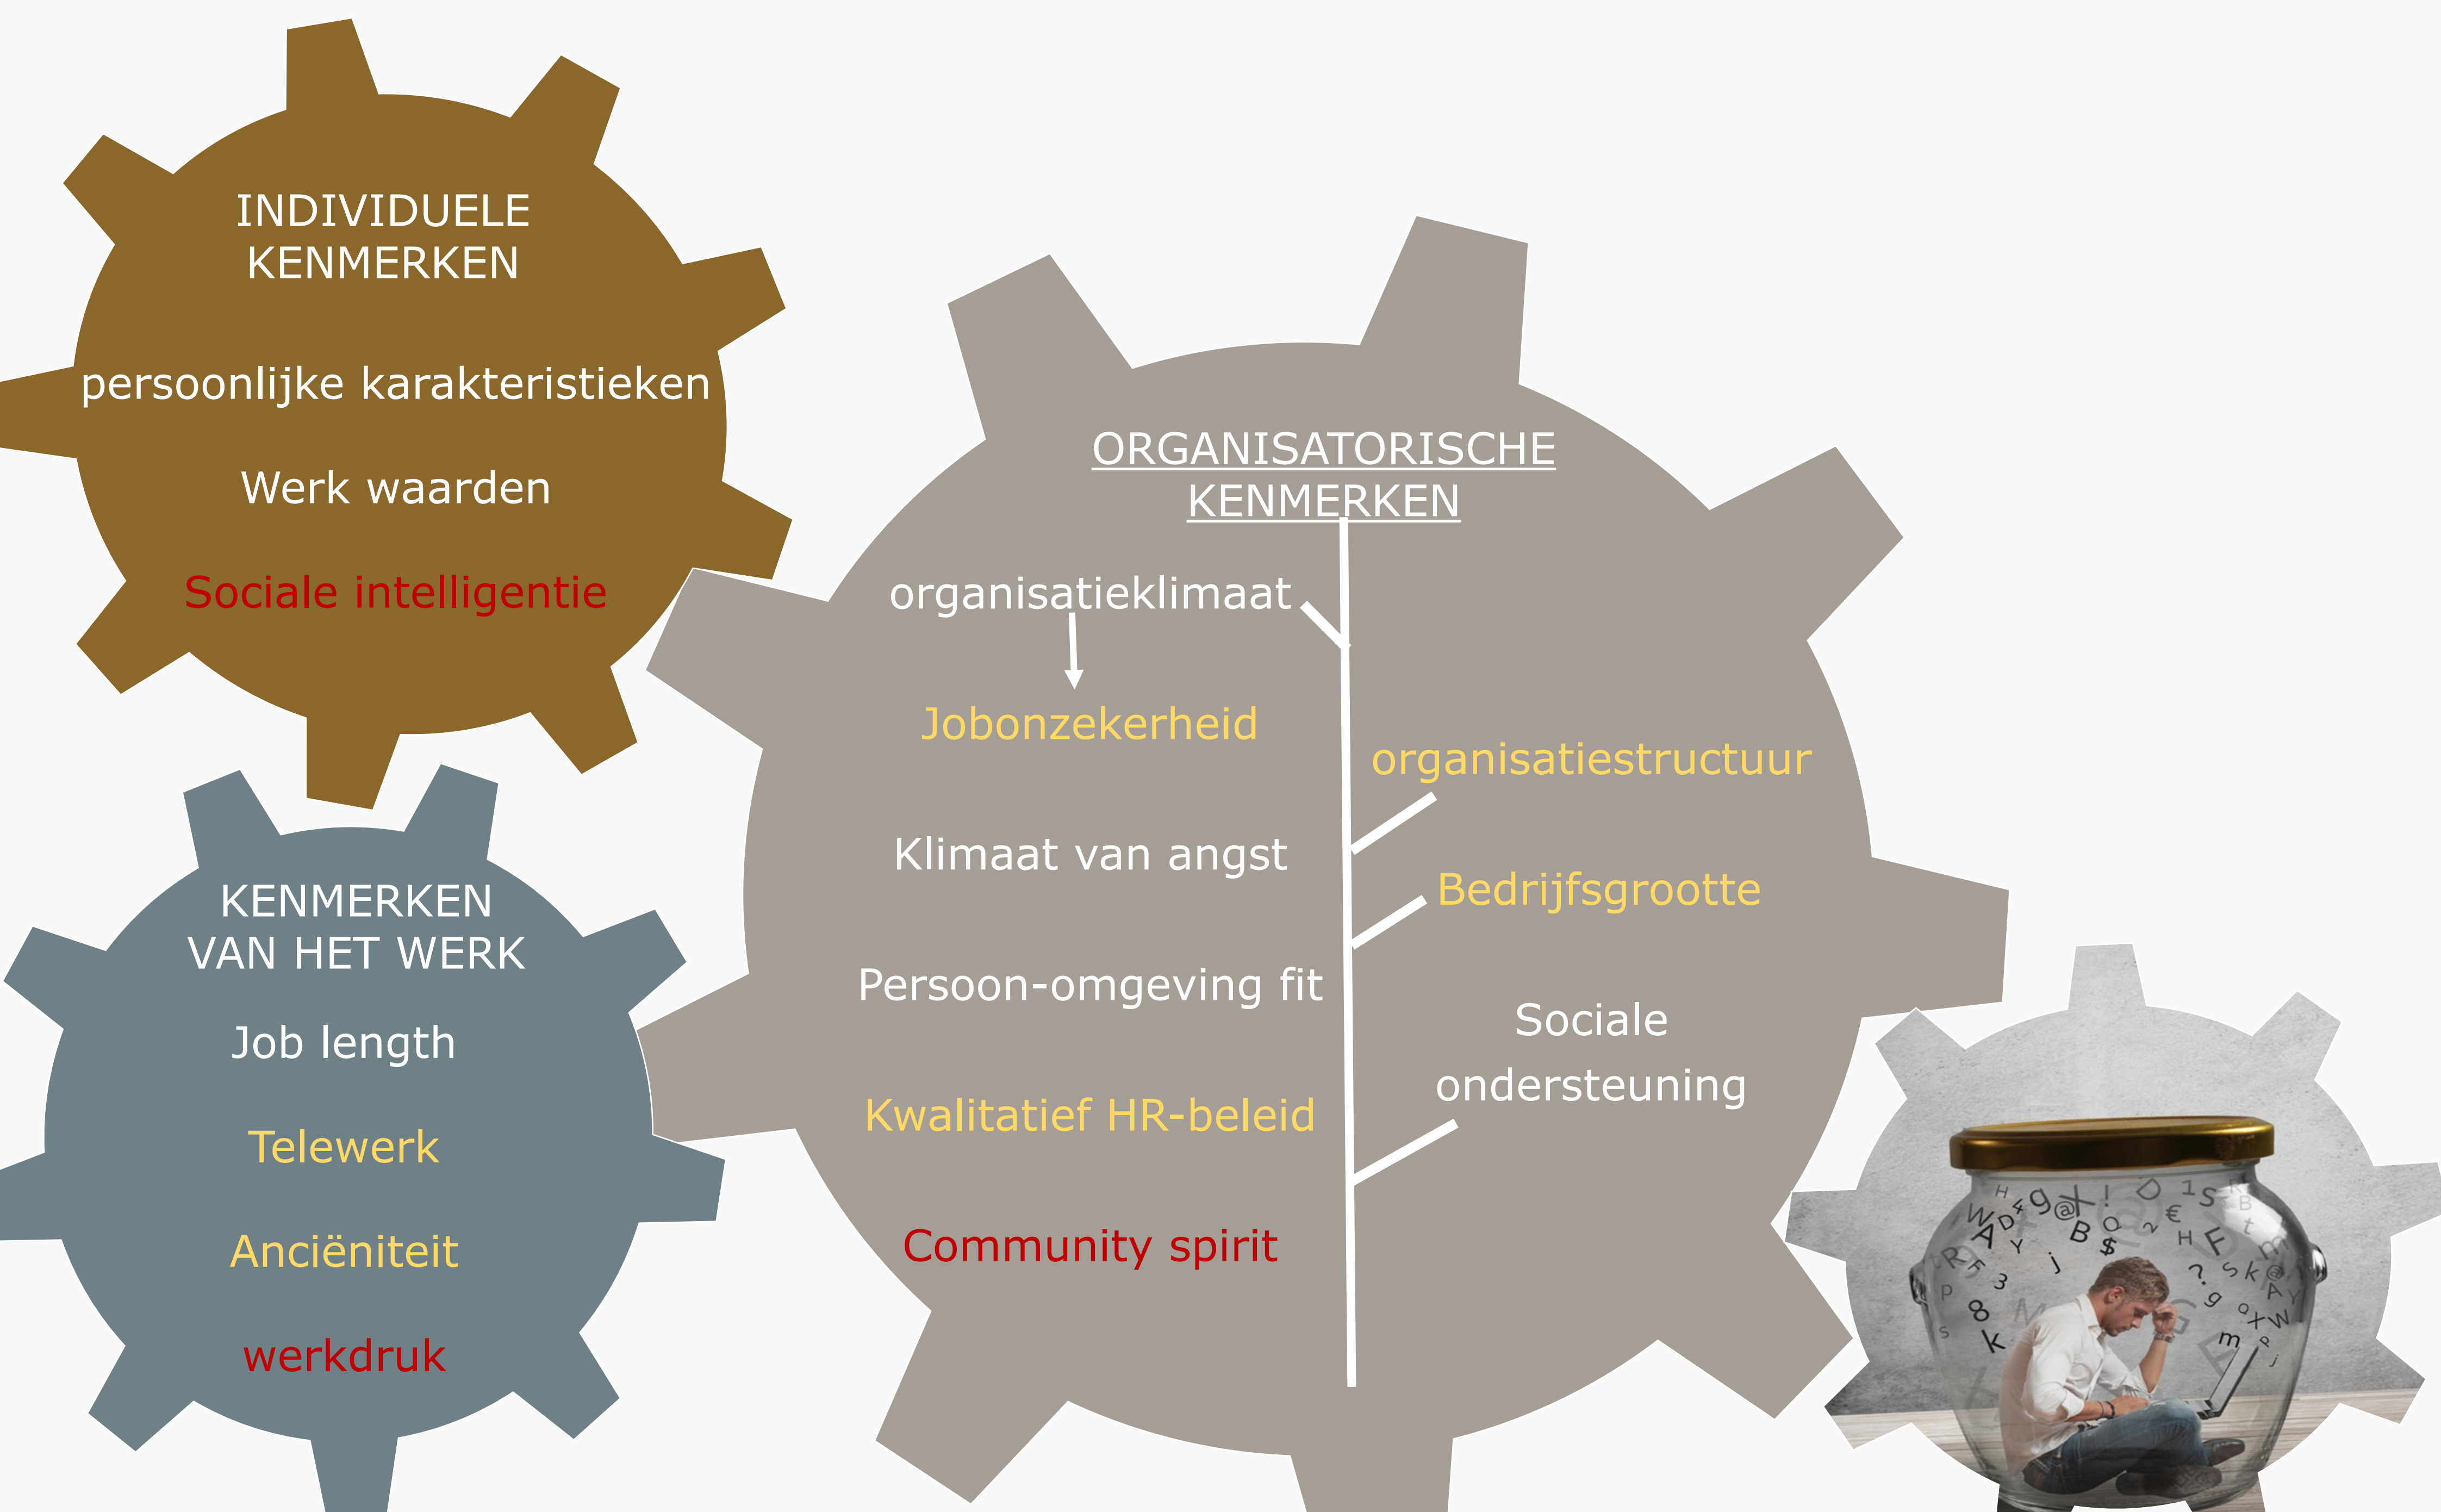 INDIVIDUELE
KENMERKEN
persoonlijke karakteristieken
Werk waarden
Sociale intelligentie
KENMERKEN
VAN HET WERK
Job length
Telewerk
Anciëniteit
werkdruk
ORGANISATORISCHE
KENMERKEN
organisatieklimaat
Jobonzekerheid
Klimaat van angst
Persoon-omgeving fit
Kwalitatief HR-beleid
Community spirit
organisatiestructuur
Bedrijfsgrootte
Sociale
ondersteuning